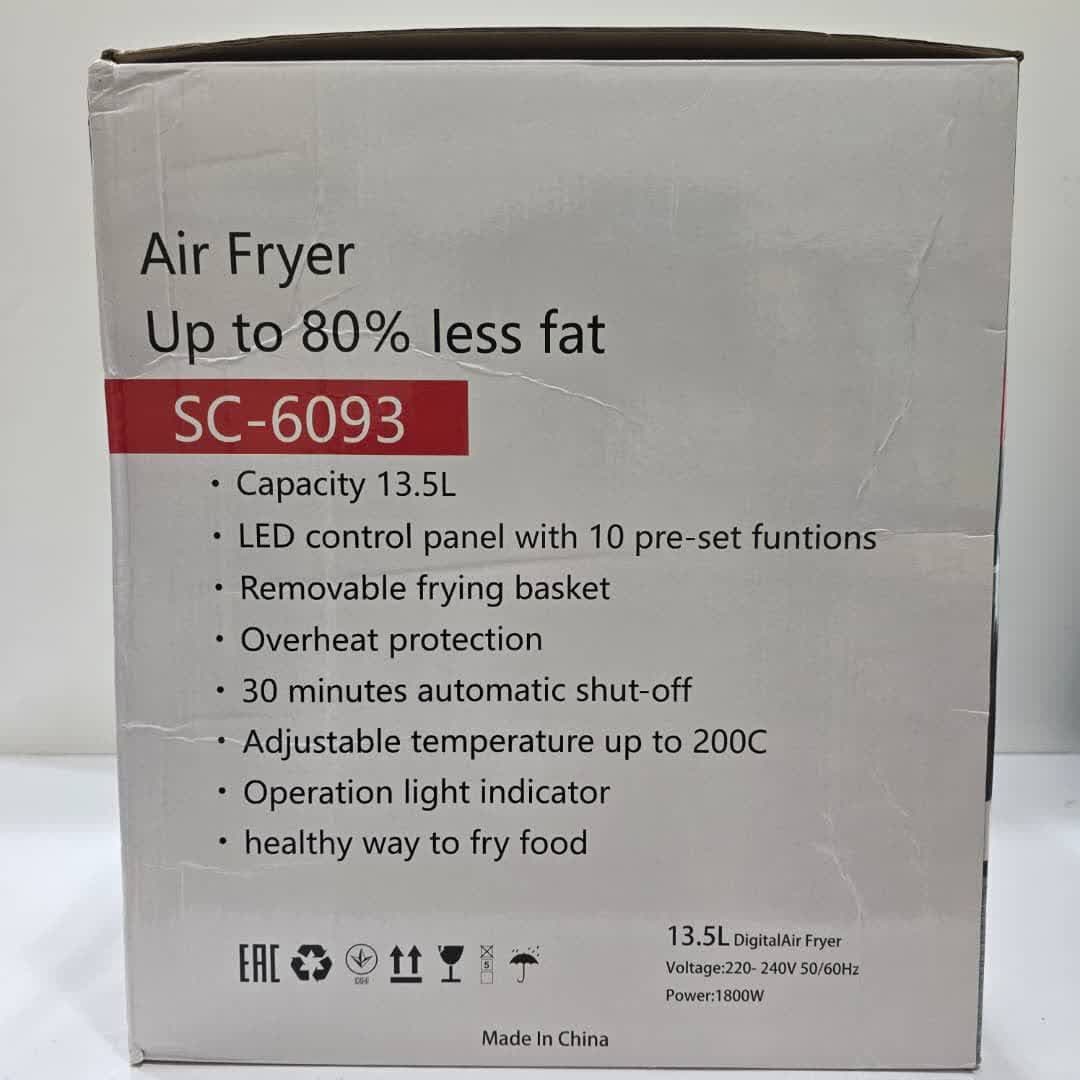 Air Fryer
Up to 80% less fat
SC-6093
• Capacity 13.5L
• LED control panel with 10 pre-set funtions
• Removable frying basket
• Overheat protection
• 30 minutes automatic shut-off
• Adjustable temperature up to 200C
• Operation light indicator
• healthy way to fry food
EAC
5
13.5L DigitalAir Fryer
Voltage:220- 240V 50/60Hz
Power:1800W
Made In China